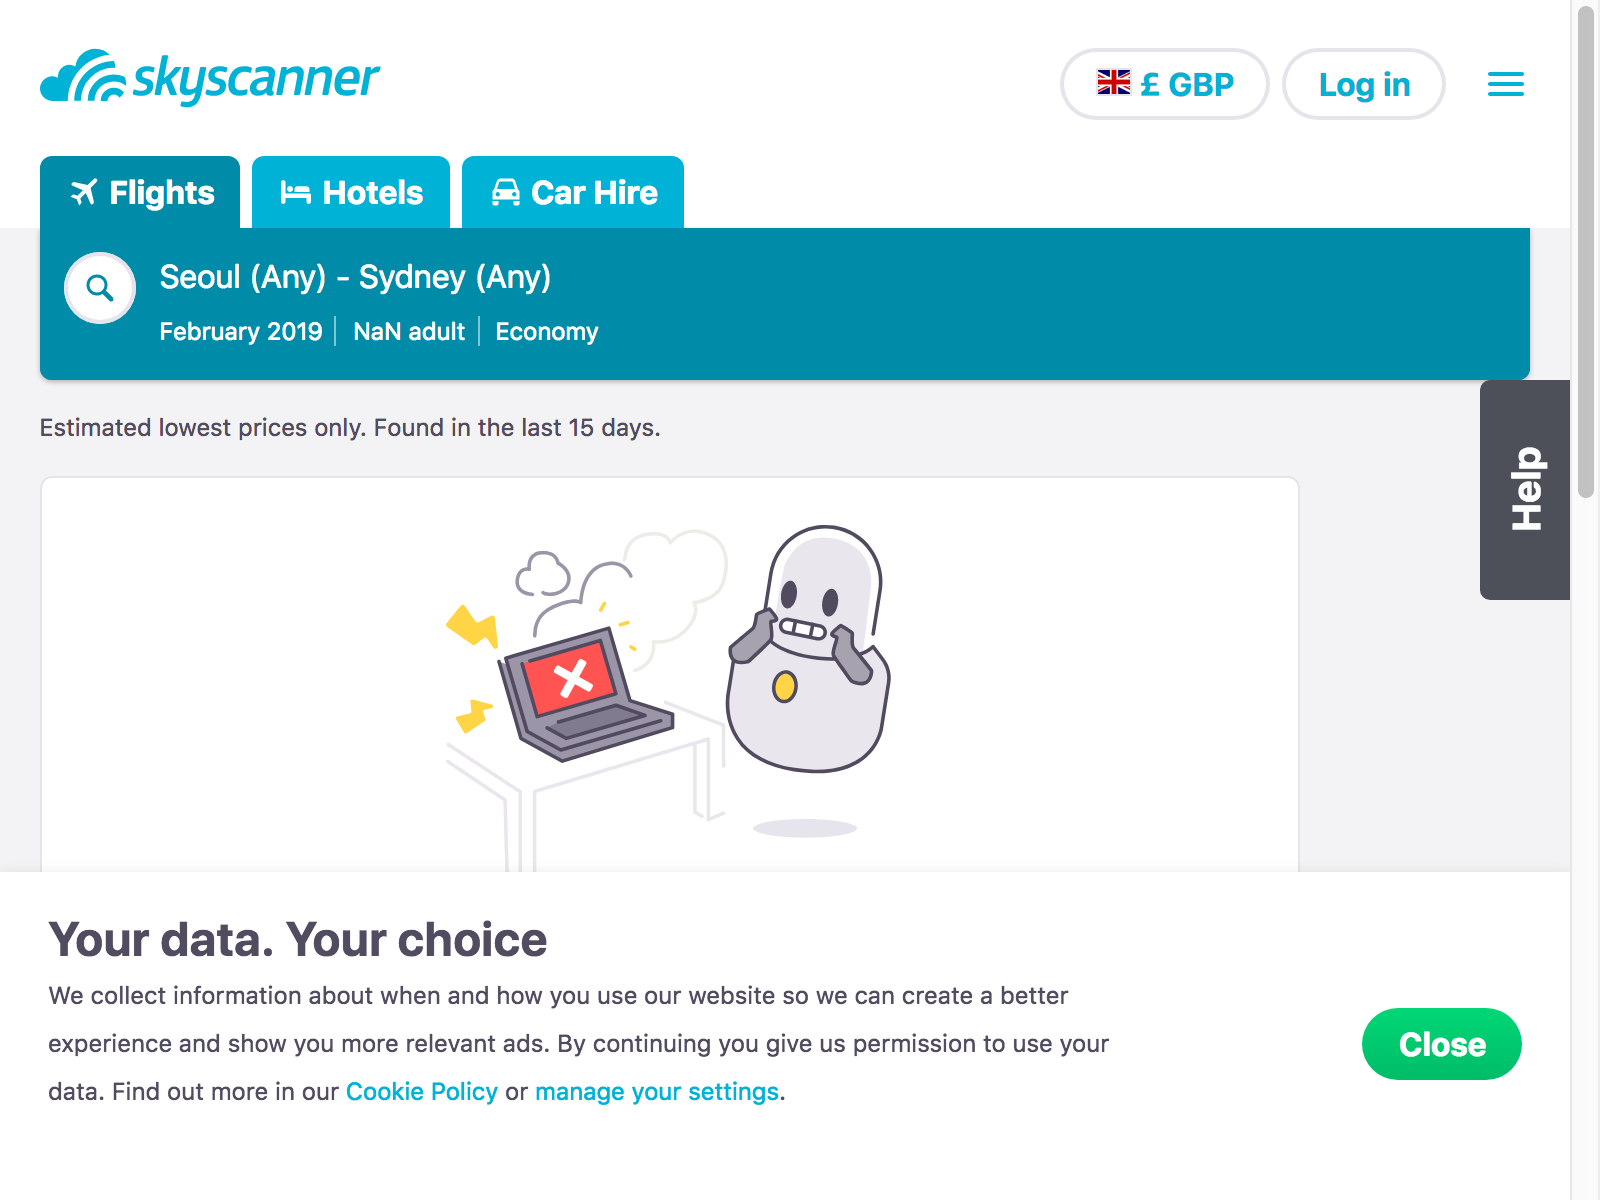 skyscanner
£ GBP
Log in
Flights
Hotels
Car Hire
Seoul (Any) - Sydney (Any)
February 2019
NaN adult
Economy
Estimated lowest prices only. Found in the last 15 days.
Help
Your data. Your choice
We collect information about when and how you use our website so we can create a better
experience and show you more relevant ads. By continuing you give us permission to use your
data. Find out more in our Cookie Policy or manage your settings.
Close